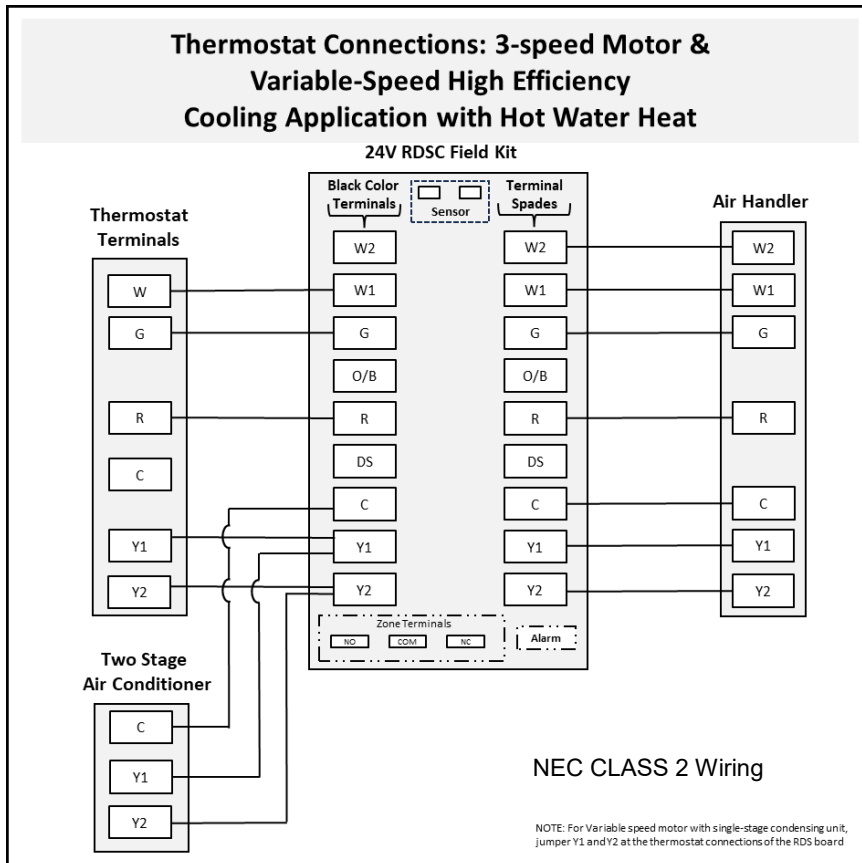 Thermostat Connections: 3-speed Motor &
Variable-Speed High Efficiency
Cooling Application with Hot Water Heat
24V RDSC Field Kit
Black Color
Terminals
Sensor
Terminal
Spades
Thermostat
Terminals
Air Handler
W2
W2
W2
W
W1
W1
W1
G
G
G
G
O/B
O/B
R
R
R
R
DS
DS
C
C
C
C
Y1
Y1
Y1
Y1
Y2
Y2
Y2
Y2
Zone Terminals
NO
COM
NC
Alarm
Two Stage
Air Conditioner
C
Y1
Y2
NEC CLASS 2 Wiring
NOTE: For Variable speed motor with single-stage condensing unit,
jumper Y1 and Y2 at the thermostat connections of the RDS board